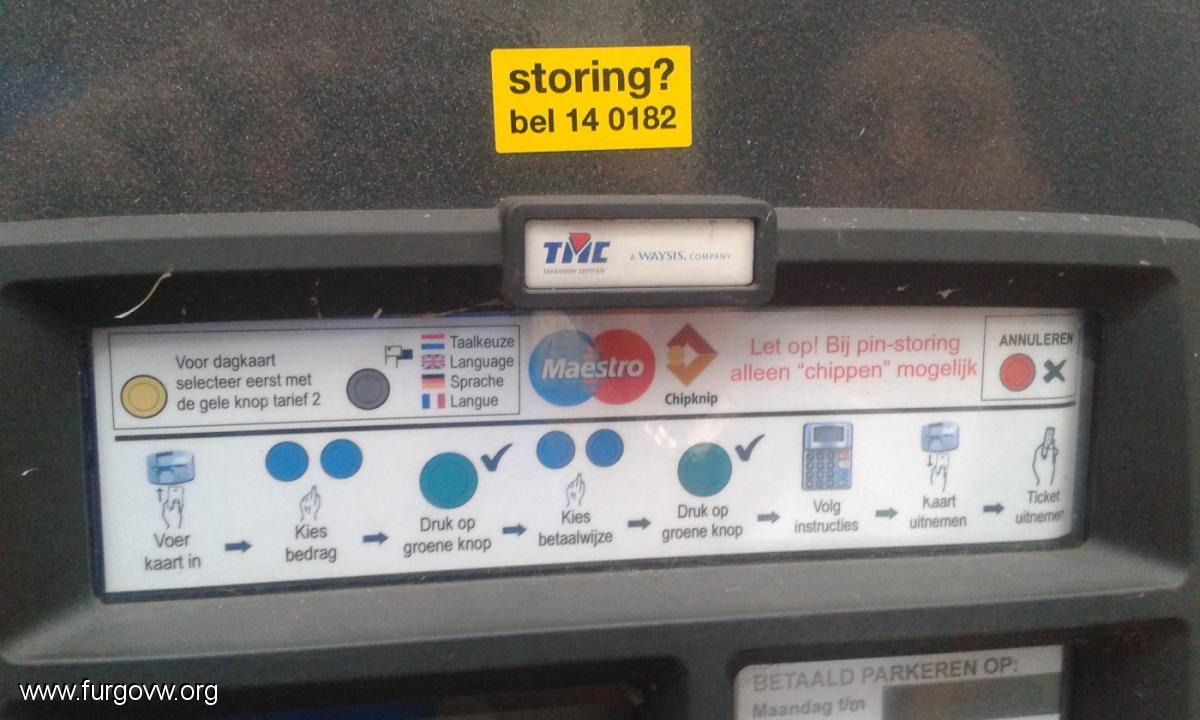 storing?
bel 14 0182
TMC
taxameter centrale
A WAYSIS. COMPANY
Voor dagkaart
selecteer eerst met
de gele knop tarief 2
Taalkeuze
Language
Sprache
Langue
Maestro
Chipknip
Let op! Bij pin-storing
alleen "chippen" mogelijk
ANNULEREN
Voer
kaart in
Kies
bedrag
Druk op
groene knop
Kies
betaalwijze
Druk op
groene knop
Volg
instructies
Kaart
uitnemen
Ticket
uitnemen
BETAALD PARKEREN OP:
Maandag t/m
www.furgovw.org